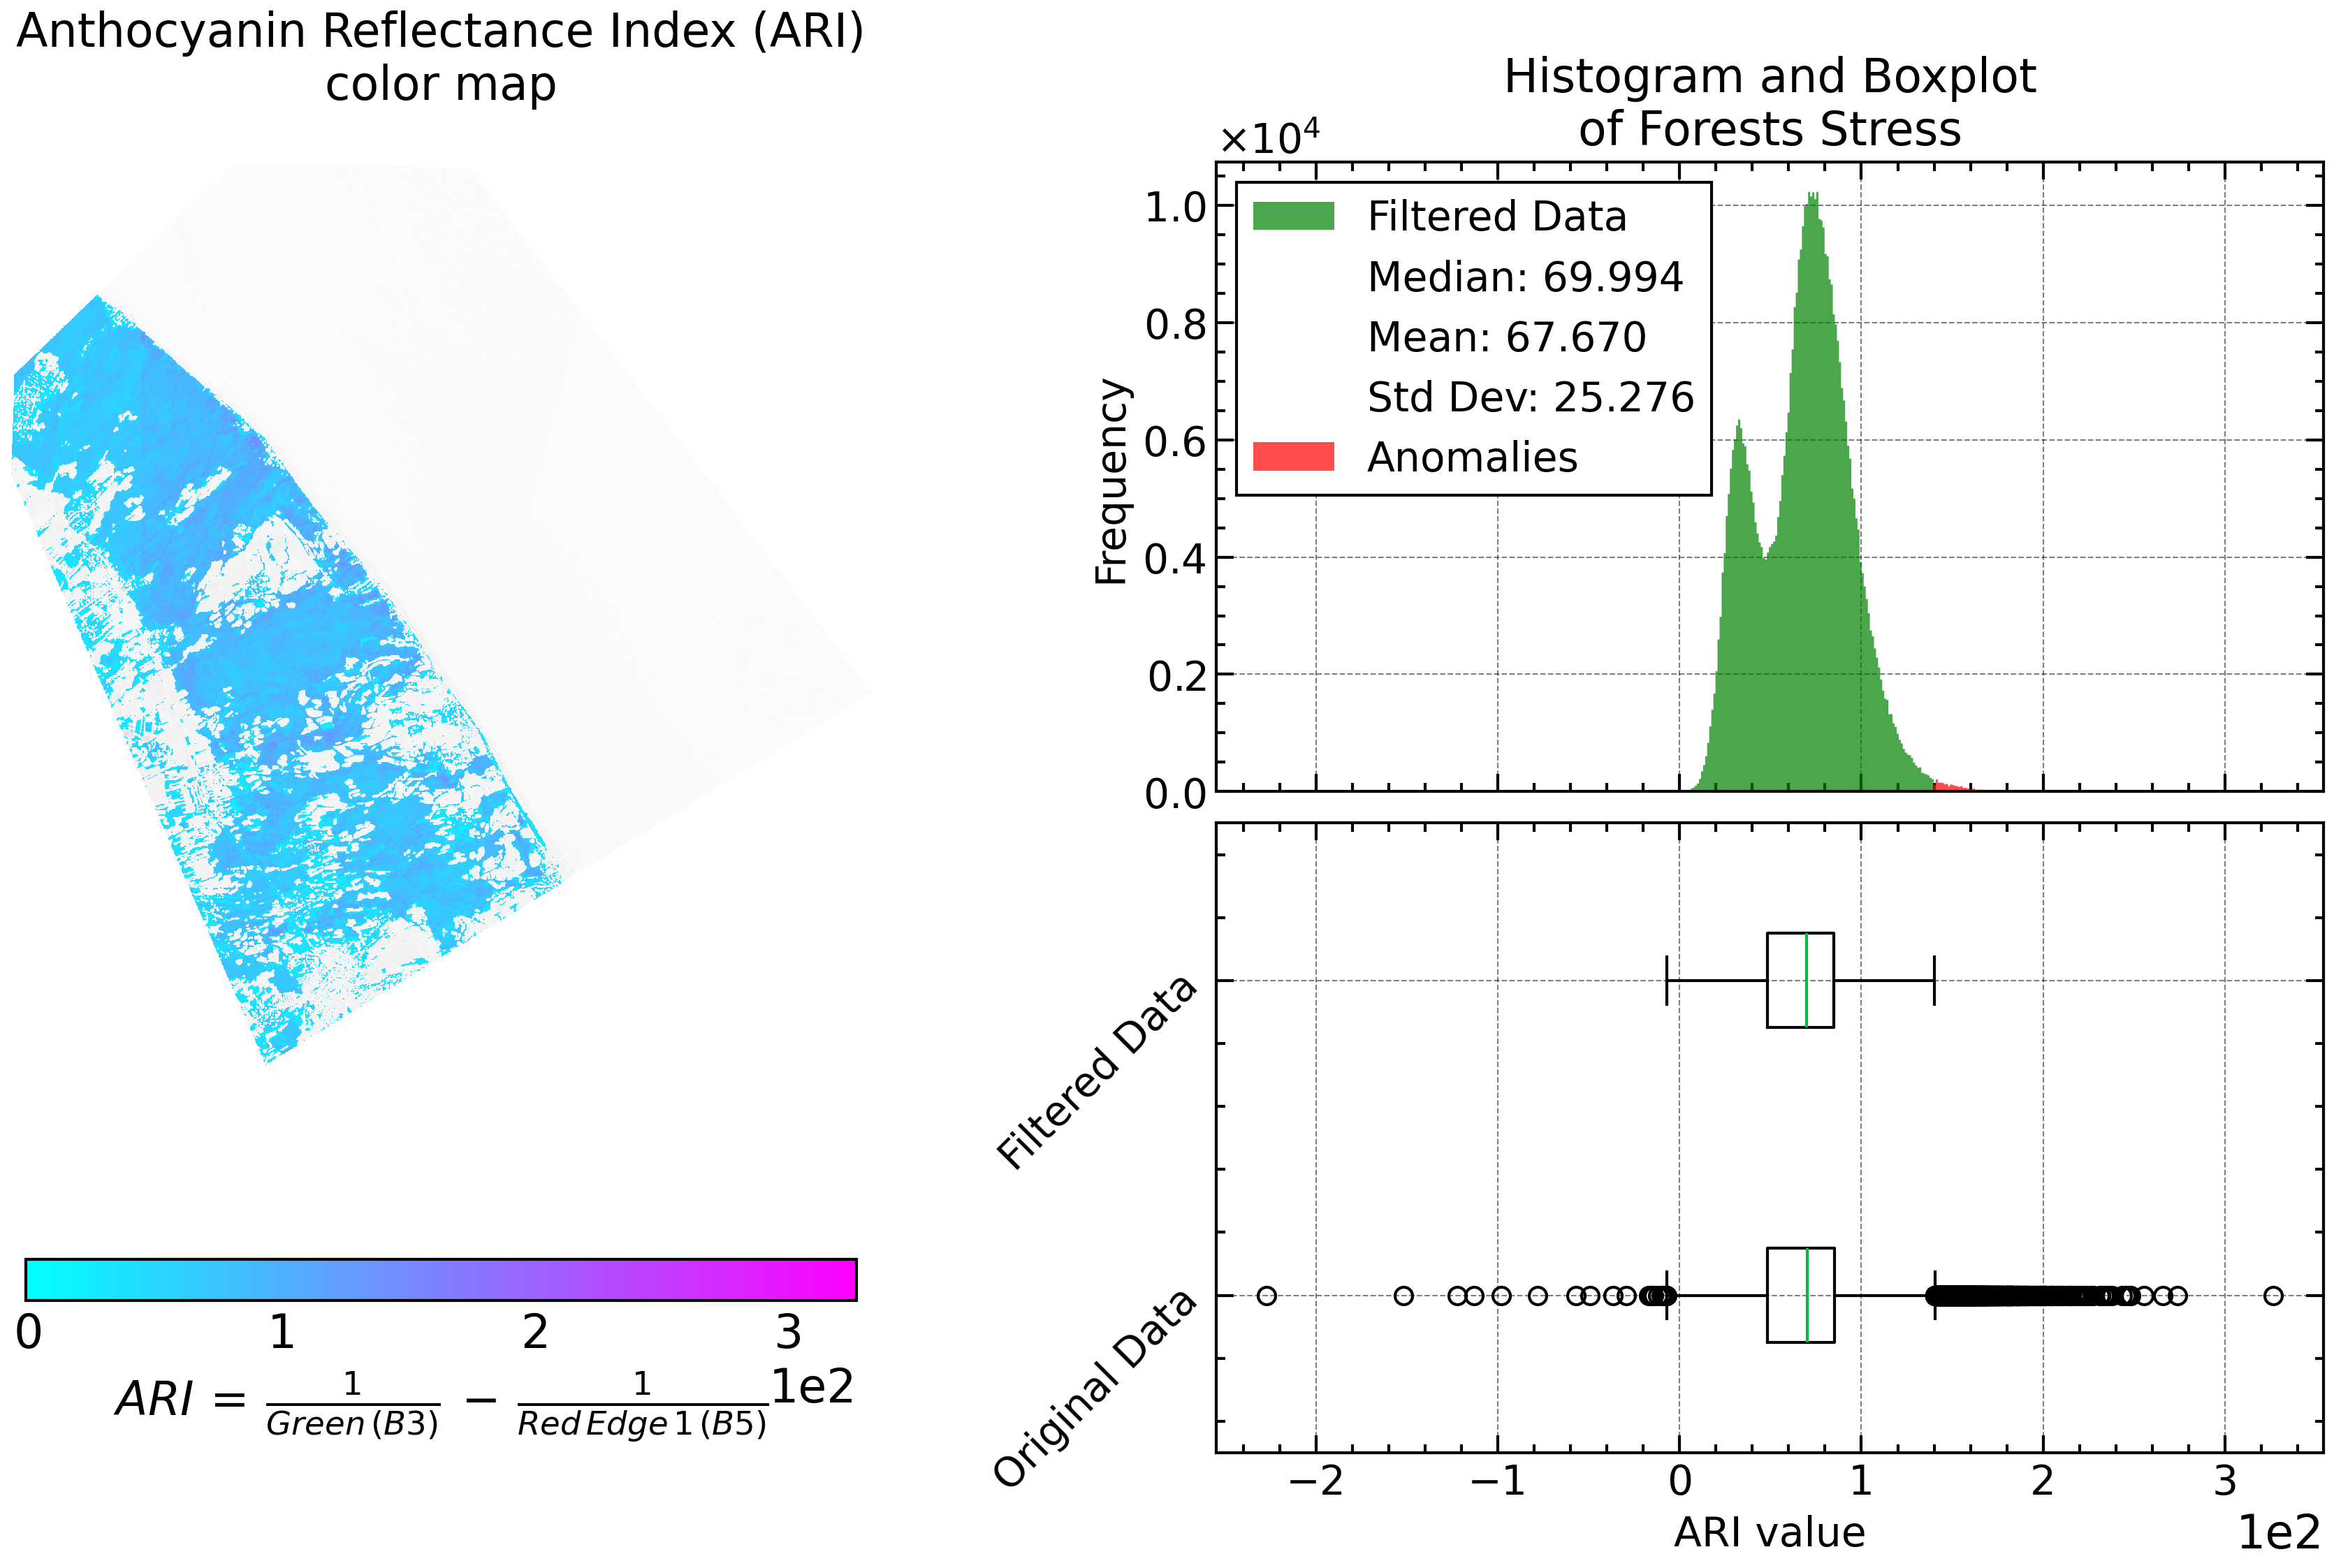 Anthocyanin Reflectance Index (ARI)
color map
0 1 2 3
1e2
ARI = 1/Green (B3) − 1/Red Edge 1 (B5)
Histogram and Boxplot
of Forests Stress
×10⁴
1.0
0.8
0.6
0.4
0.2
0.0
Frequency
Filtered Data
Median: 69.994
Mean: 67.670
Std Dev: 25.276
Anomalies
Filtered Data
Original Data
−2 −1 0 1 2 3
ARI value
1e2